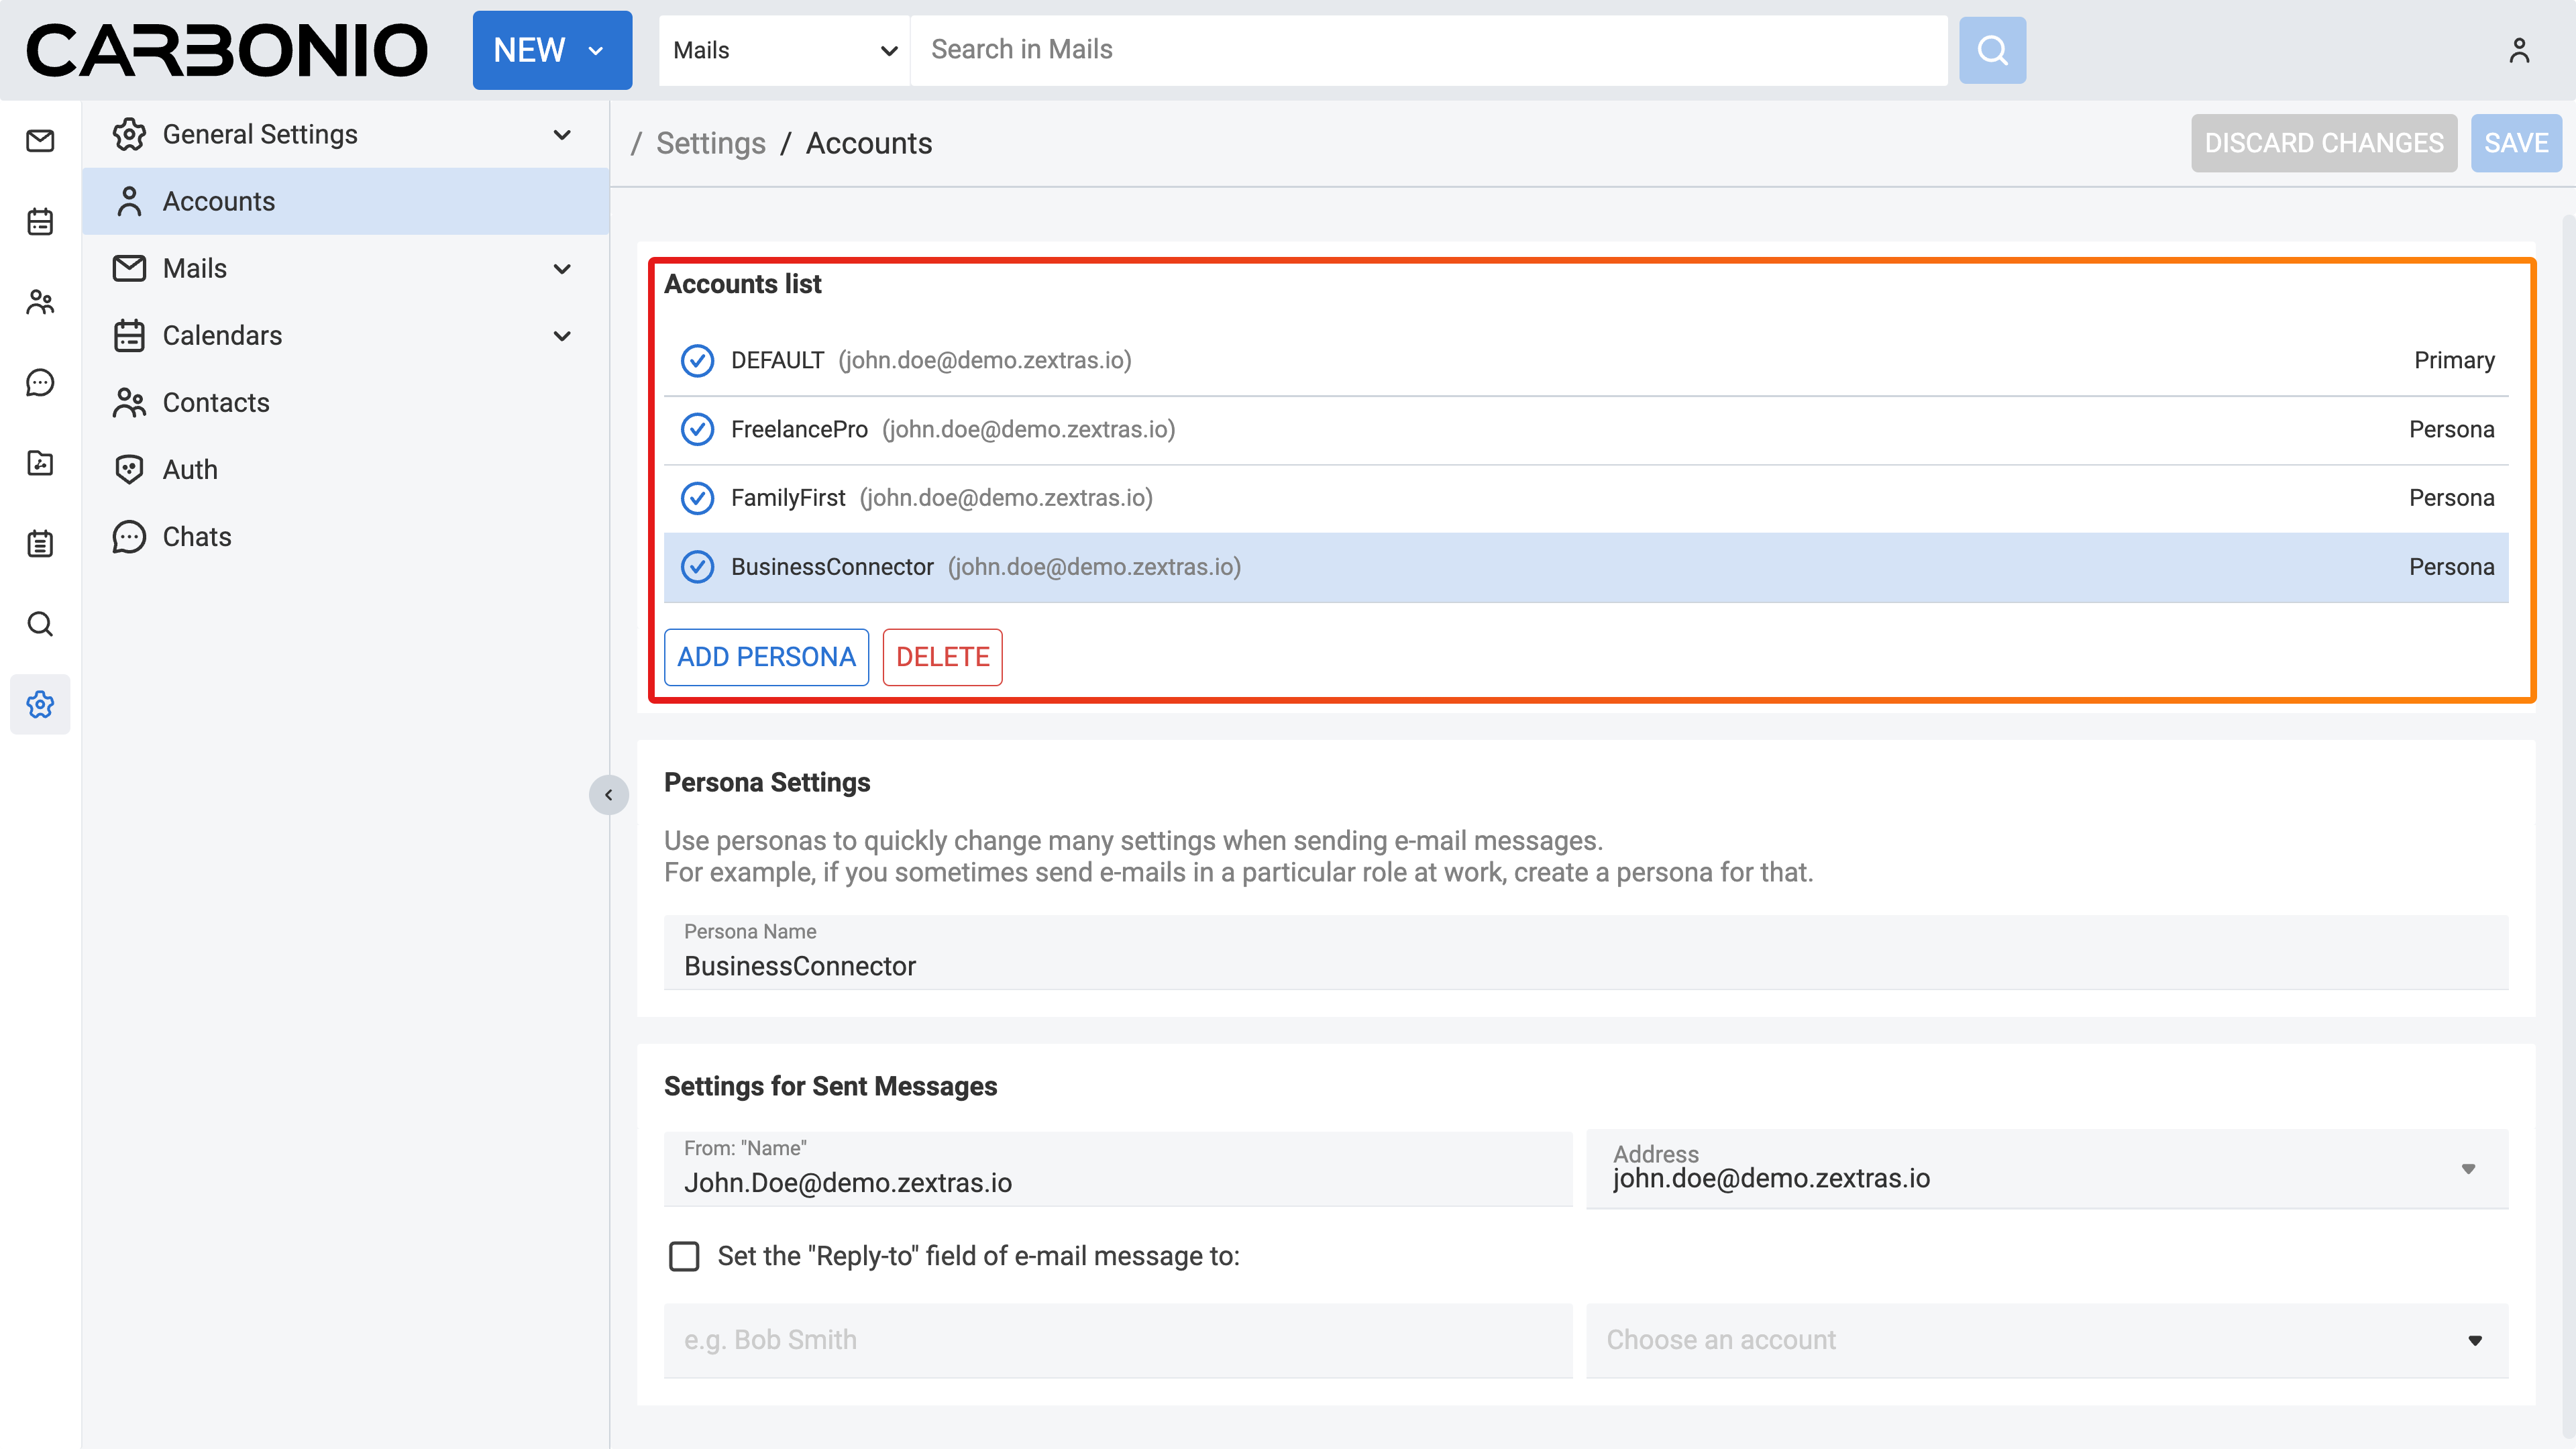 CARBONIO
NEW
Mails
Search in Mails
General Settings
Accounts
Mails
Calendars
Contacts
Auth
Chats
/ Settings / Accounts
DISCARD CHANGES
SAVE
Accounts list
DEFAULT (john.doe@demo.zextras.io) Primary
FreelancePro (john.doe@demo.zextras.io) Persona
FamilyFirst (john.doe@demo.zextras.io) Persona
BusinessConnector (john.doe@demo.zextras.io) Persona
ADD PERSONA
DELETE
Persona Settings
Use personas to quickly change many settings when sending e-mail messages.
For example, if you sometimes send e-mails in a particular role at work, create a persona for that.
Persona Name
BusinessConnector
Settings for Sent Messages
From: "Name"
John.Doe@demo.zextras.io
Address
john.doe@demo.zextras.io
Set the "Reply-to" field of e-mail message to:
e.g. Bob Smith
Choose an account